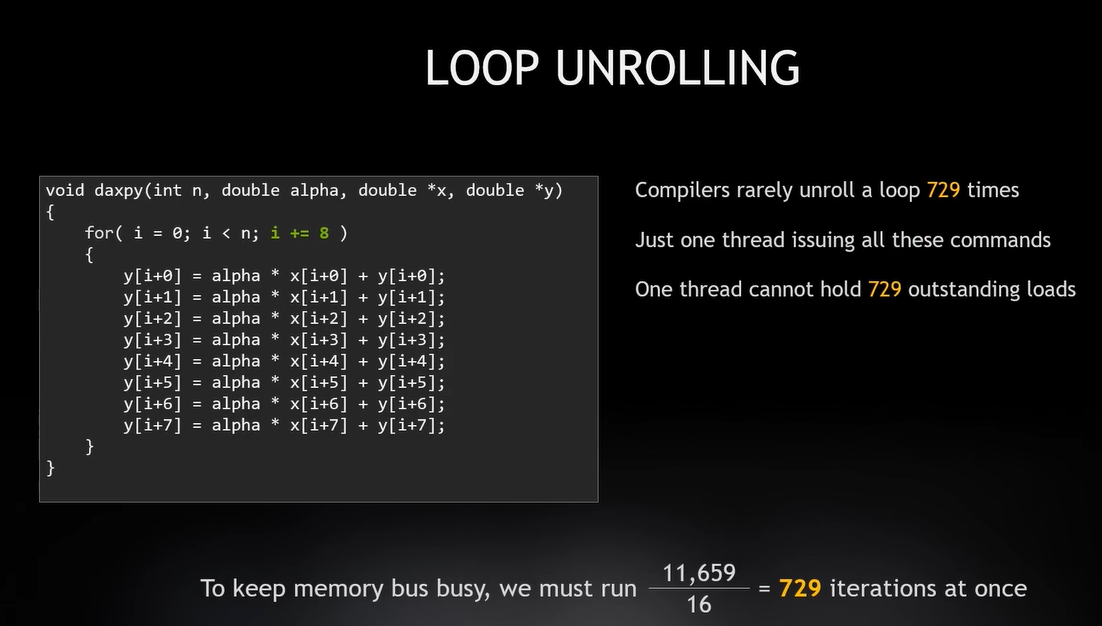 LOOP UNROLLING
void daxpy(int n, double alpha, double *x, double *y)
{
    for( i = 0; i < n; i += 8 )
    {
        y[i+0] = alpha * x[i+0] + y[i+0];
        y[i+1] = alpha * x[i+1] + y[i+1];
        y[i+2] = alpha * x[i+2] + y[i+2];
        y[i+3] = alpha * x[i+3] + y[i+3];
        y[i+4] = alpha * x[i+4] + y[i+4];
        y[i+5] = alpha * x[i+5] + y[i+5];
        y[i+6] = alpha * x[i+6] + y[i+6];
        y[i+7] = alpha * x[i+7] + y[i+7];
    }
}
Compilers rarely unroll a loop 729 times
Just one thread issuing all these commands
One thread cannot hold 729 outstanding loads
To keep memory bus busy, we must run 11,659/16 = 729 iterations at once